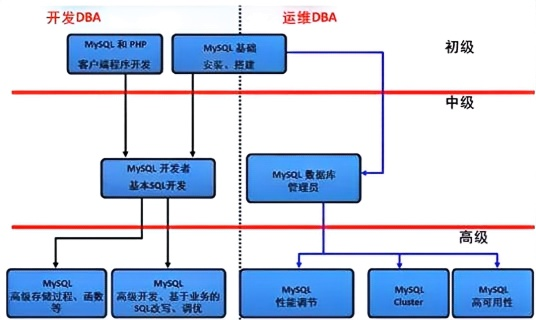 开发DBA
运维DBA
MySQL 和 PHP
客户端程序开发
MySQL 基础
安装、搭建
初级
中级
MySQL 开发者
基本SQL开发
MySQL 数据库
管理员
高级
MySQL
高级存储过程、函数
等
MySQL
高级开发、基于业务的
SQL改写、调优
MySQL
性能调节
MySQL
Cluster
MySQL
高可用性